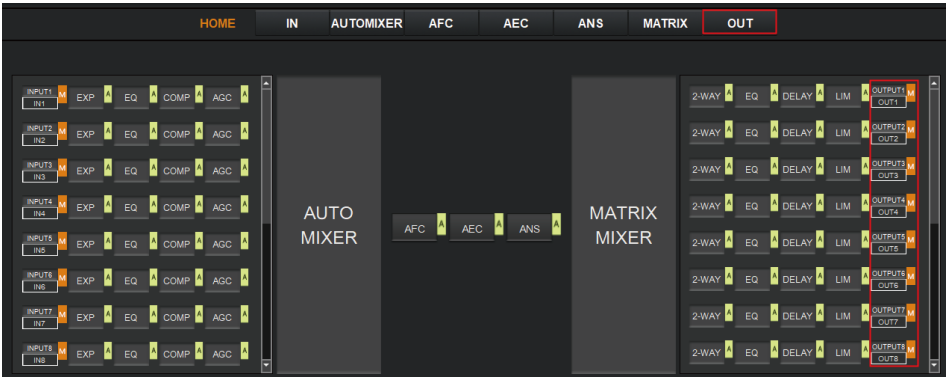 HOME IN AUTOMIXER AFC AEC ANS MATRIX OUT
INPUT1 M EXP A EQ A COMP A AGC A
IN1
INPUT2 M EXP A EQ A COMP A AGC A
IN2
INPUT3 M EXP A EQ A COMP A AGC A
IN3
INPUT4 M EXP A EQ A COMP A AGC A
IN4
INPUT5 M EXP A EQ A COMP A AGC A
IN5
INPUT6 M EXP A EQ A COMP A AGC A
IN6
INPUT7 M EXP A EQ A COMP A AGC A
IN7
INPUT8 M EXP A EQ A COMP A AGC A
IN8
AUTO
MIXER
AFC A AEC A ANS A
MATRIX
MIXER
2-WAY A EQ A DELAY A LIM A OUTPUT1 M
OUT1
2-WAY A EQ A DELAY A LIM A OUTPUT2 M
OUT2
2-WAY A EQ A DELAY A LIM A OUTPUT3 M
OUT3
2-WAY A EQ A DELAY A LIM A OUTPUT4 M
OUT4
2-WAY A EQ A DELAY A LIM A OUTPUT5 M
OUT5
2-WAY A EQ A DELAY A LIM A OUTPUT6 M
OUT6
2-WAY A EQ A DELAY A LIM A OUTPUT7 M
OUT7
2-WAY A EQ A DELAY A LIM A OUTPUT8 M
OUT8